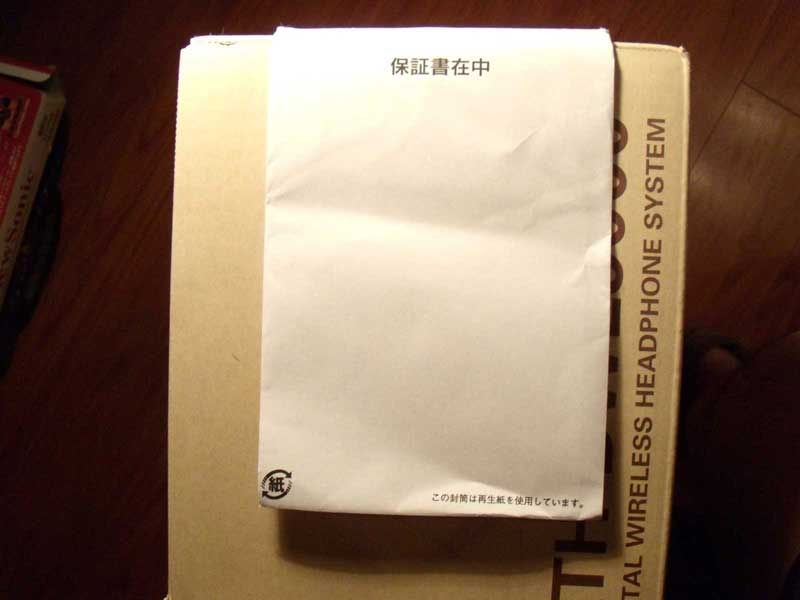 保証書在中
紙
この封筒は再生紙を使用しています。
TAL WIRELESS HEADPHONE SYSTEM